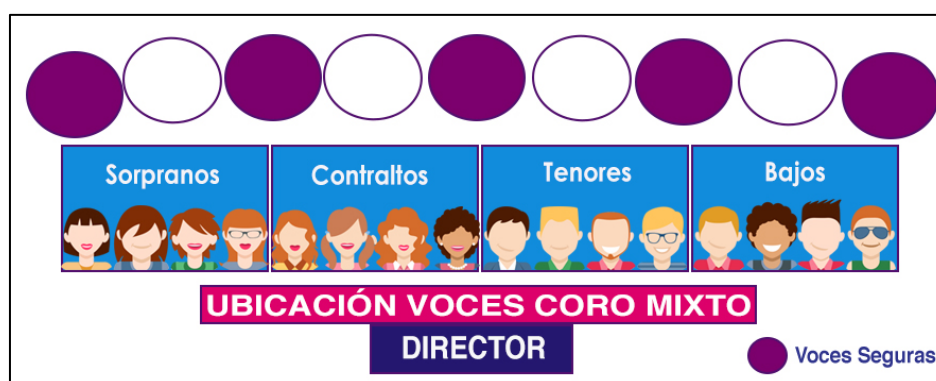 Sorpranos Contraltos Tenores Bajos
UBICACIÓN VOCES CORO MIXTO
DIRECTOR
Voces Seguras